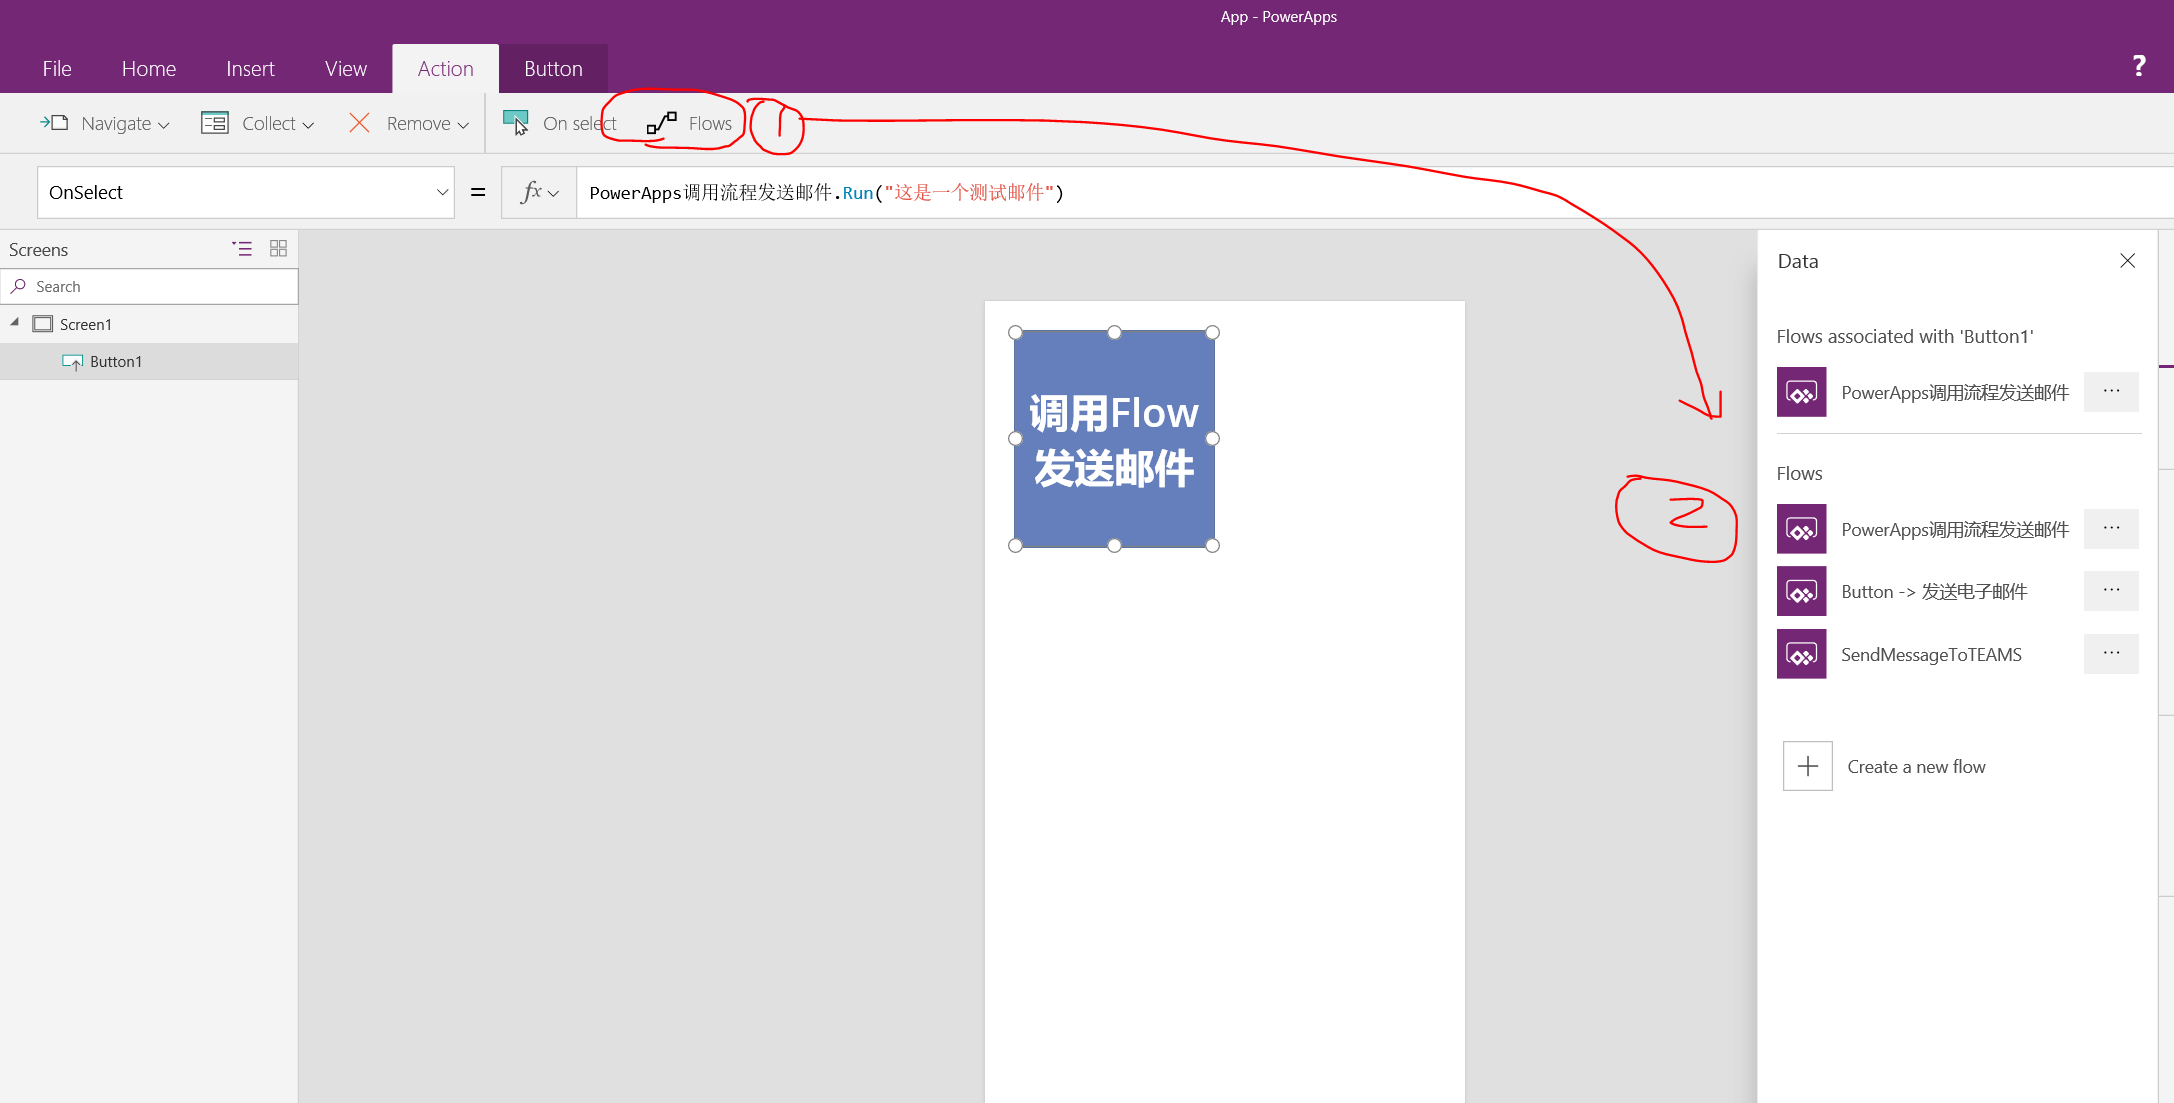 App - PowerApps
File Home Insert View Action Button ?
Navigate Collect Remove On select Flows 1
OnSelect = fx PowerApps调用流程发送邮件.Run("这是一个测试邮件")
Screens
Search
Screen1
Button1
调用Flow
发送邮件
2
Data
Flows associated with 'Button1'
PowerApps调用流程发送邮件 ...
Flows
PowerApps调用流程发送邮件 ...
Button -> 发送电子邮件 ...
SendMessageToTEAMS ...
Create a new flow